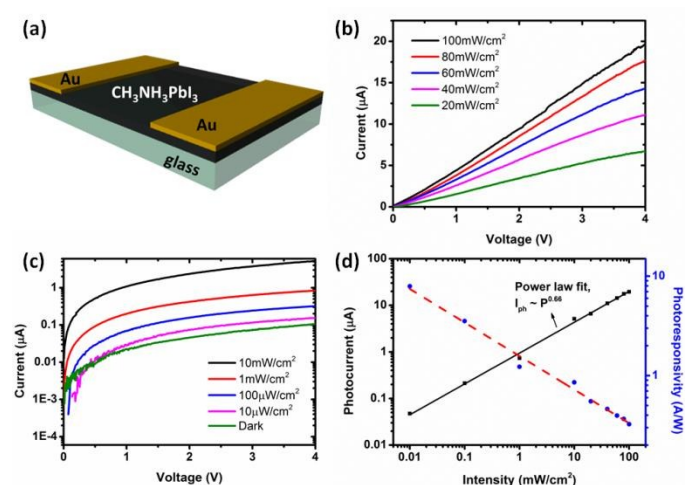 (a)
Au
CH₃NH₃PbI₃
Au
glass
(b)
100mW/cm²
80mW/cm²
60mW/cm²
40mW/cm²
20mW/cm²
Current (μA)
20
15
10
5
0
0 1 2 3 4
Voltage (V)
(c)
Current (μA)
1
0.1
0.01
1E-3
1E-4
10mW/cm²
1mW/cm²
100μW/cm²
10μW/cm²
Dark
0 1 2 3 4
Voltage (V)
(d)
Photocurrent (μA)
100
10
1
0.1
0.01
Power law fit,
Iₚₕ ~ P⁰·⁶⁶
10
1
Photoresponsivity (A/W)
0.01 0.1 1 10 100
Intensity (mW/cm²)